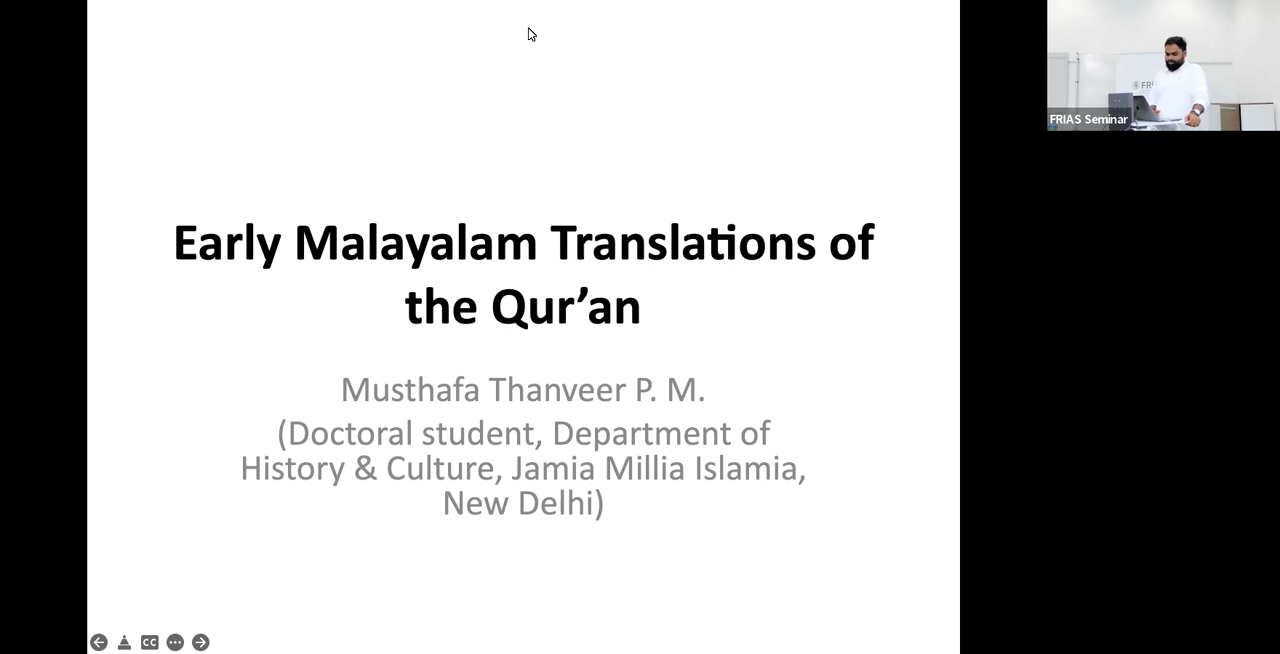 Early Malayalam Translations of
the Qur’an
Musthafa Thanveer P. M.
(Doctoral student, Department of
History & Culture, Jamia Millia Islamia,
New Delhi)
FRIAS Seminar
CC